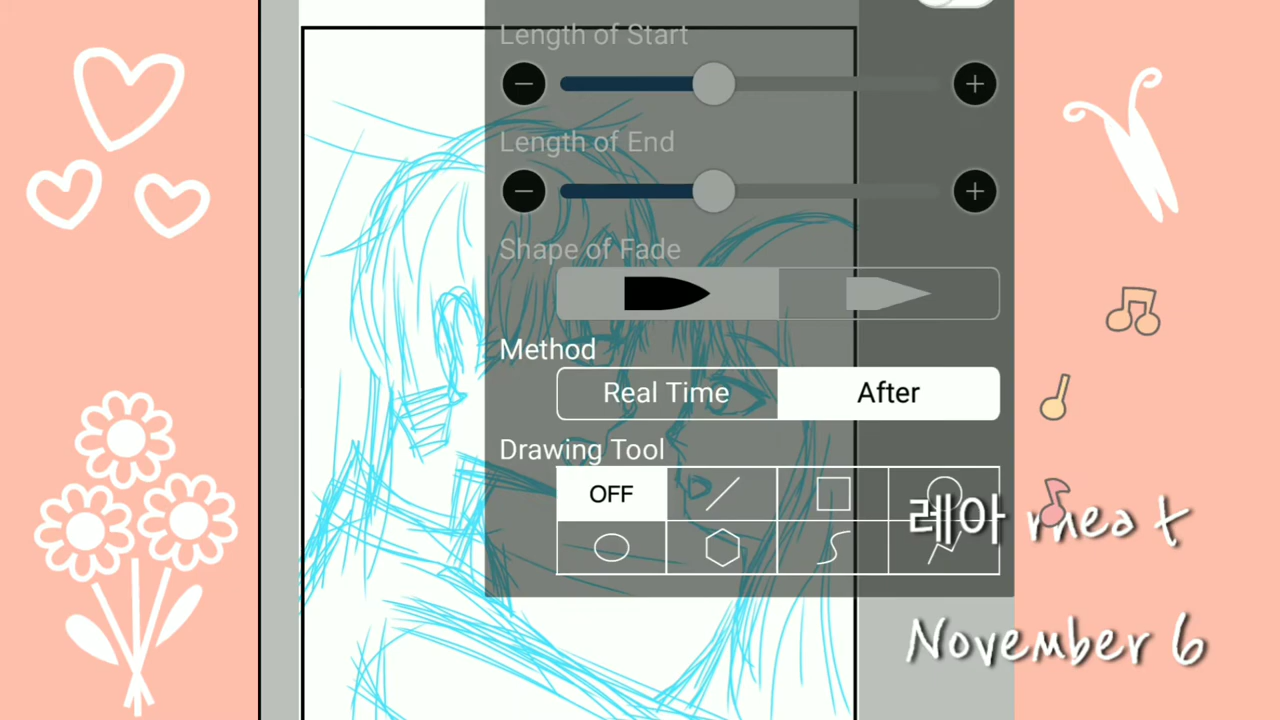 Length of Start
Length of End
Shape of Fade
Method
Real Time After
Drawing Tool
OFF
레아 rhea t
November 6